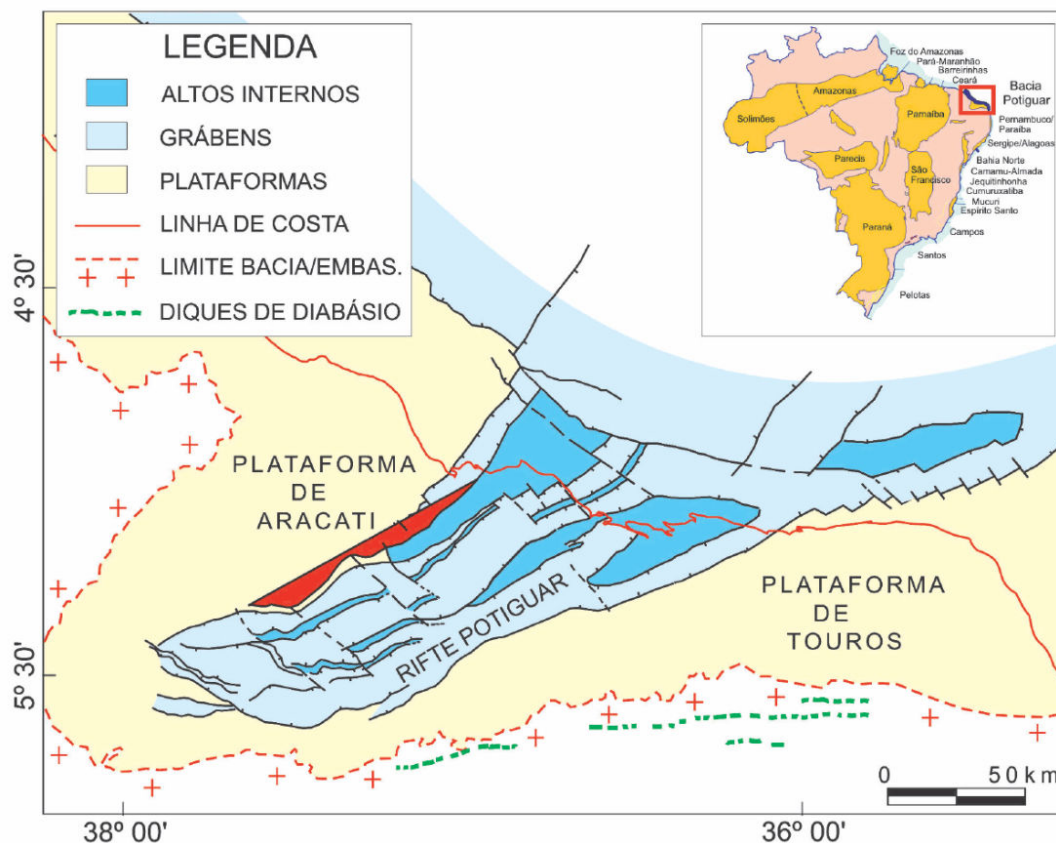 LEGENDA
ALTOS INTERNOS
GRÁBENS
PLATAFORMAS
LINHA DE COSTA
LIMITE BACIA/EMBAS.
DIQUES DE DIABÁSIO
Foz do Amazonas
Pará-Maranhão
Barreirinhas
Ceará
Bacia
Potiguar
Amazonas
Solimões
Parnaíba
Pernambuco/
Paraíba
Sergipe/Alagoas
Parecis
São
Francisco
Bahia Norte
Camamu-Almada
Jequitinhonha
Cumuruxatiba
Mucuri
Espírito Santo
Paraná
Campos
Santos
Pelotas
4º 30'
5º 30'
PLATAFORMA
DE
ARACATI
RIFTE POTIGUAR
PLATAFORMA
DE
TOUROS
0 50 km
38º 00'
36º 00'